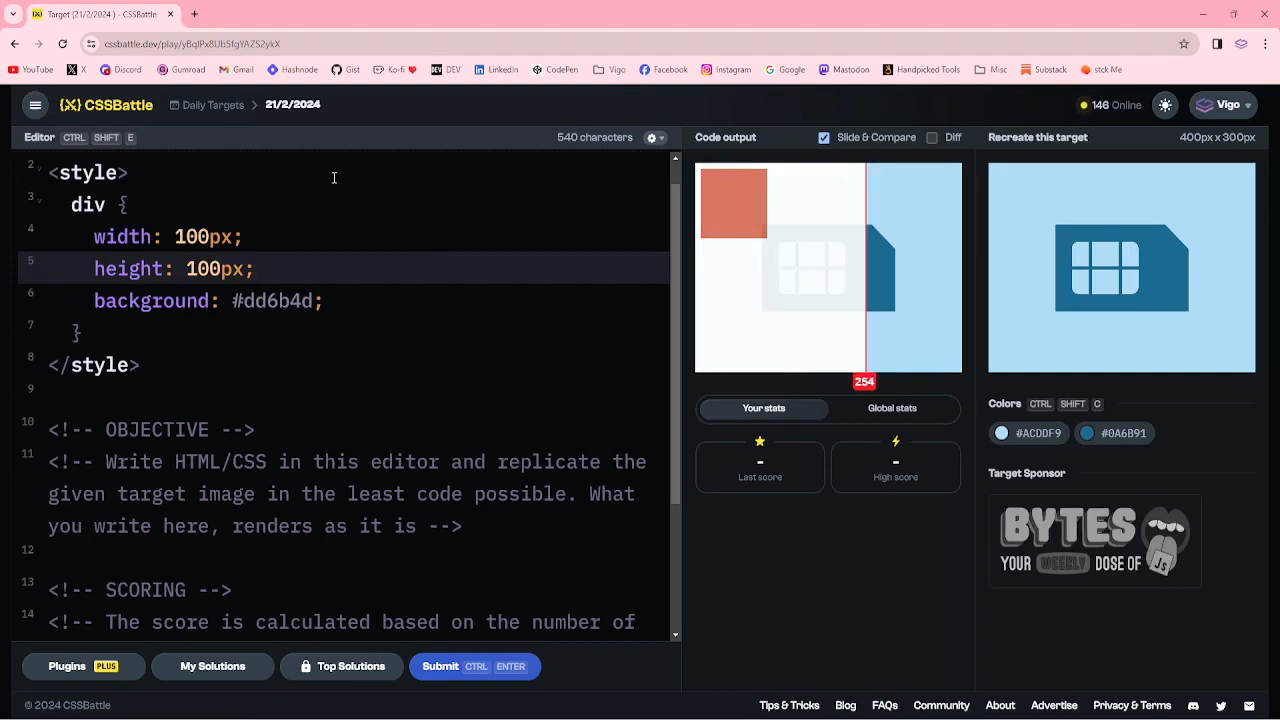 Target (21/2/2024) - CSSBattle
cssbattle.dev/play/yBqlPx8Ub5fgYAZS2ykX
YouTube X Discord Gumroad Gmail Hashnode Gist Ko-fi DEV LinkedIn CodePen Vigo Facebook Instagram Google Mastodon Handpicked Tools Misc Substack stck Me
{X} CSSBattle Daily Targets > 21/2/2024 146 Online Vigo
Editor CTRL SHIFT E 540 characters Code output Slide & Compare Diff Recreate this target 400px x 300px
2 <style>
3 div {
4 width: 100px;
5 height: 100px;
6 background: #dd6b4d;
7 }
8 </style>
9
10 <!-- OBJECTIVE -->
11 <!-- Write HTML/CSS in this editor and replicate the
given target image in the least code possible. What
you write here, renders as it is -->
12
13 <!-- SCORING -->
14 <!-- The score is calculated based on the number of
254
Your stats Global stats
- -
Last score High score
Colors CTRL SHIFT C
#ACDDF9 #0A6B91
Target Sponsor
BYTES
YOUR WEEKLY DOSE OF JS
Plugins PLUS My Solutions Top Solutions Submit CTRL ENTER
© 2024 CSSBattle Tips & Tricks Blog FAQs Community About Advertise Privacy & Terms